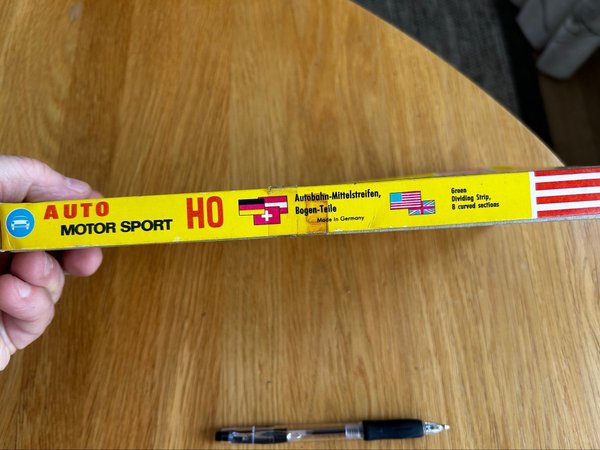 AUTO
MOTOR SPORT
HO
Autobahn-Mittelstreifen,
Bogen-Teile
Made in Germany
Green
Dividing Strip,
8 curved sections